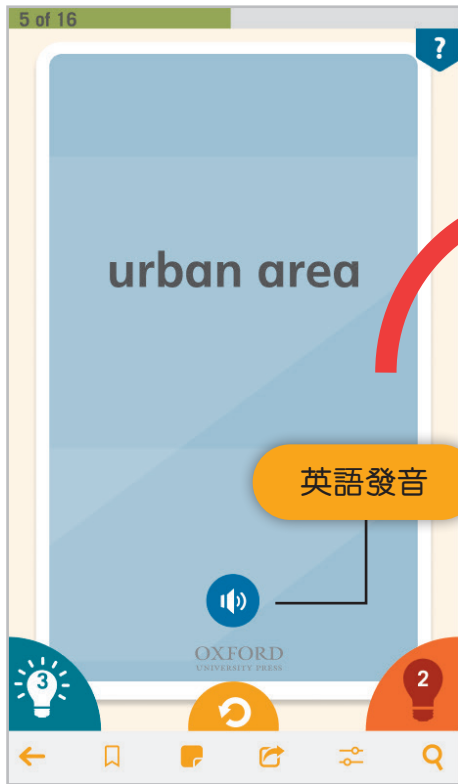 5 of 16
?
urban area
英語發音
OXFORD
UNIVERSITY PRESS
3
2